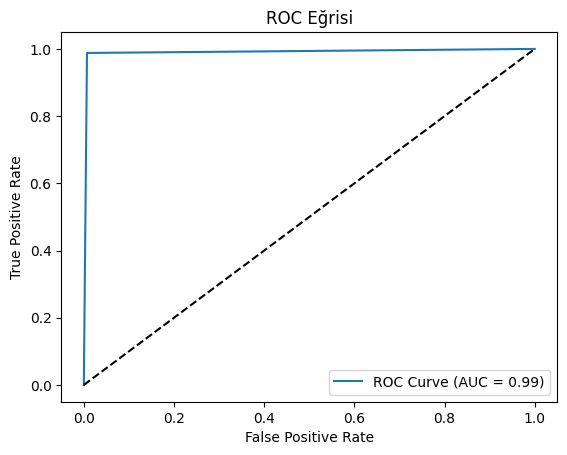 ROC Eğrisi
True Positive Rate
1.0
0.8
0.6
0.4
0.2
0.0
ROC Curve (AUC = 0.99)
0.0 0.2 0.4 0.6 0.8 1.0
False Positive Rate